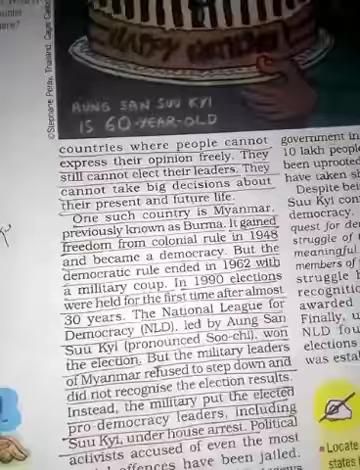 ©Stephane Peray, Thailand, Cagle
HAPPY BIRTHDAY
AUNG SAN SUU KYI
IS 60-YEAR-OLD
countries where people cannot
express their opinion freely. They
still cannot elect their leaders. They
cannot take big decisions about
their present and future life.
One such country is Myanmar,
previously known as Burma. It gained
freedom from colonial rule in 1948
and became a democracy. But the
democratic rule ended in 1962 with
a military coup. In 1990 elections
were held for the first time after almost
30 years. The National League for
Democracy (NLD), led by Aung San
Suu Kyi (pronounced Soo-chi), won
the election. But the military leaders
of Myanmar refused to step down and
did not recognise the election results.
Instead, the military put the elected
pro-democracy leaders, including
Suu Kyi, under house arrest. Political
activists accused of even the most
offences have been jailed.
government in
10 lakh people
been uprooted
have taken
Despite
Suu Kyi
democracy.
quest for
struggle of
meaningful
members of
struggle
awarded
Finally,
NLD
elections
was
Locate
states